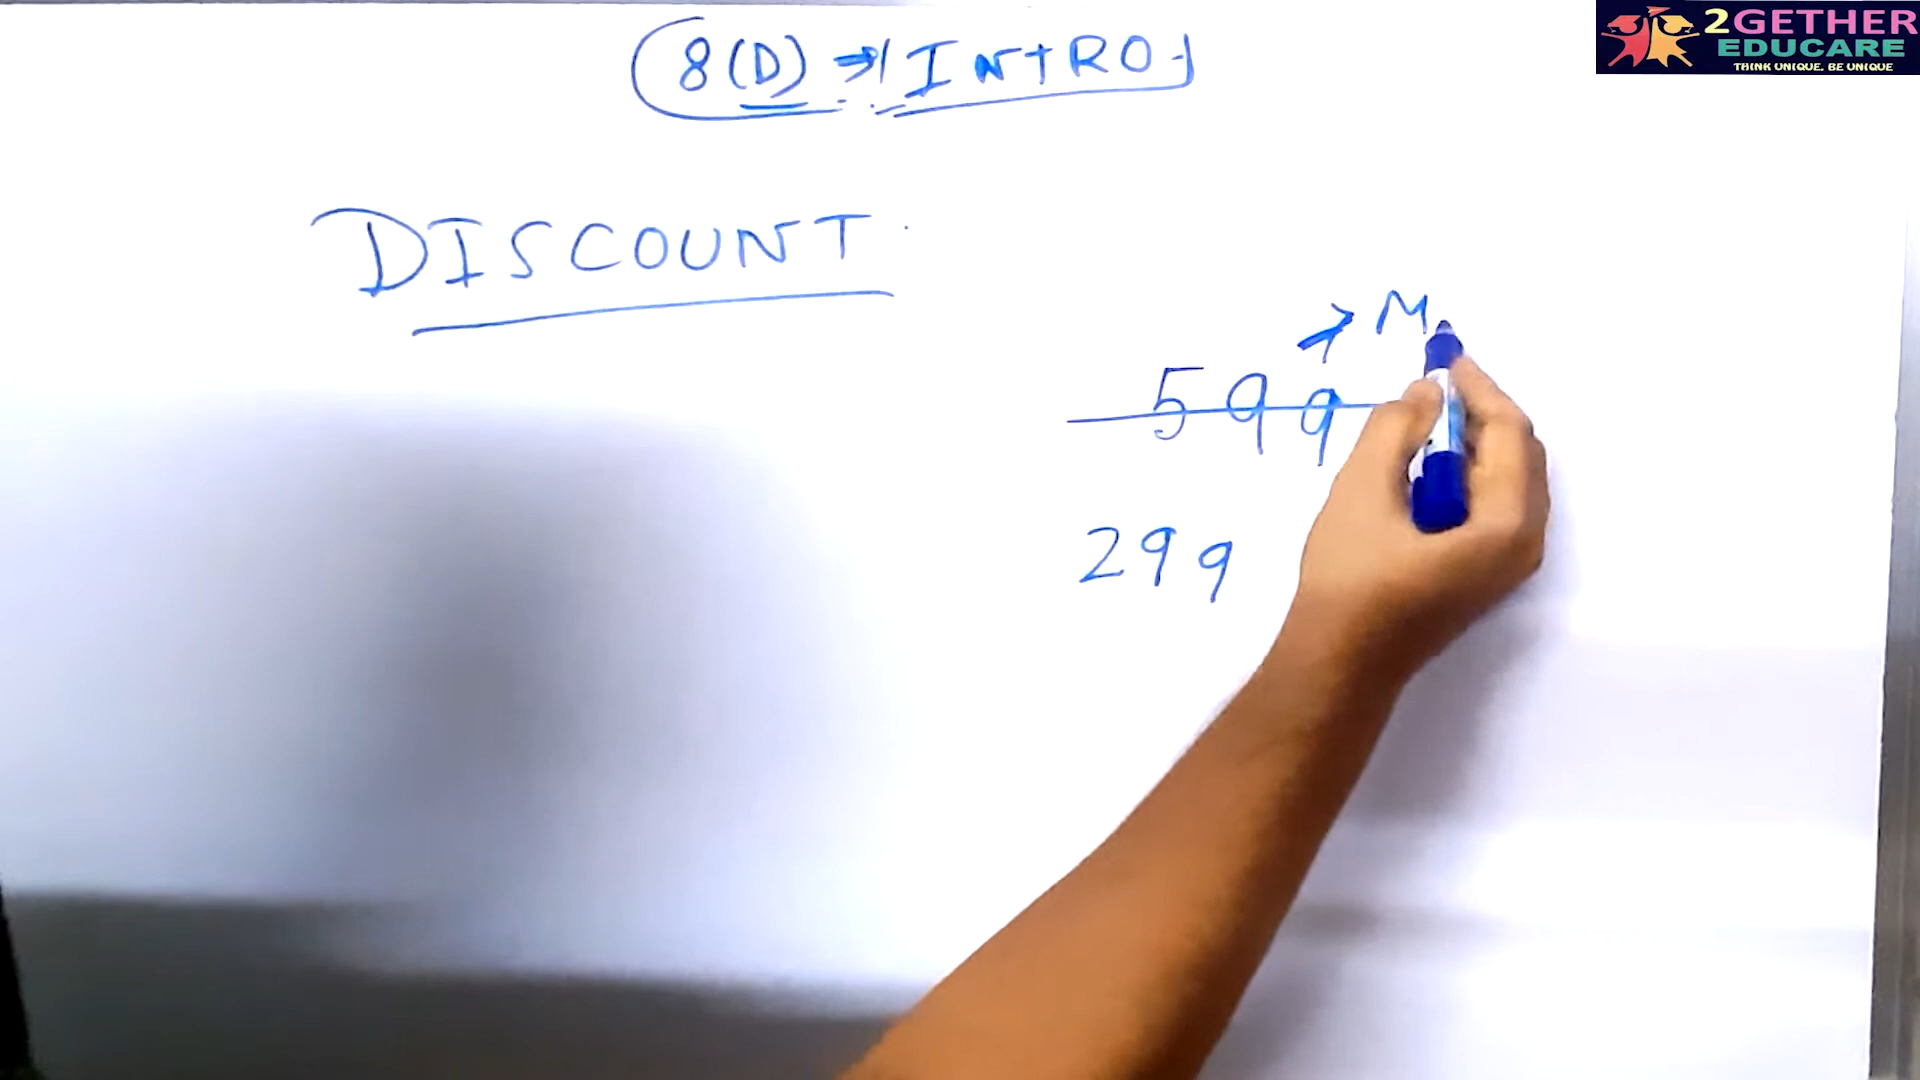 8(D) ⇒ INTRO
2GETHER
EDUCARE
THINK UNIQUE. BE UNIQUE
DISCOUNT
M
599
299